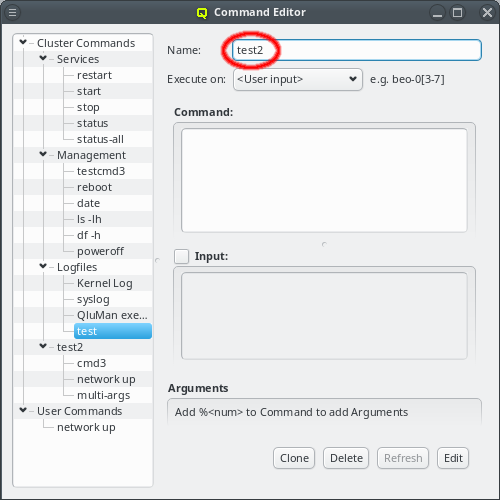 Command Editor
Cluster Commands
Services
restart
start
stop
status
status-all
Management
testcmd3
reboot
date
ls -lh
df -h
poweroff
Logfiles
Kernel Log
syslog
QluMan exe...
test
test2
cmd3
network up
multi-args
User Commands
network up
Name: test2
Execute on: <User input> e.g. beo-0[3-7]
Command:
Input:
Arguments
Add %<num> to Command to add Arguments
Clone Delete Refresh Edit